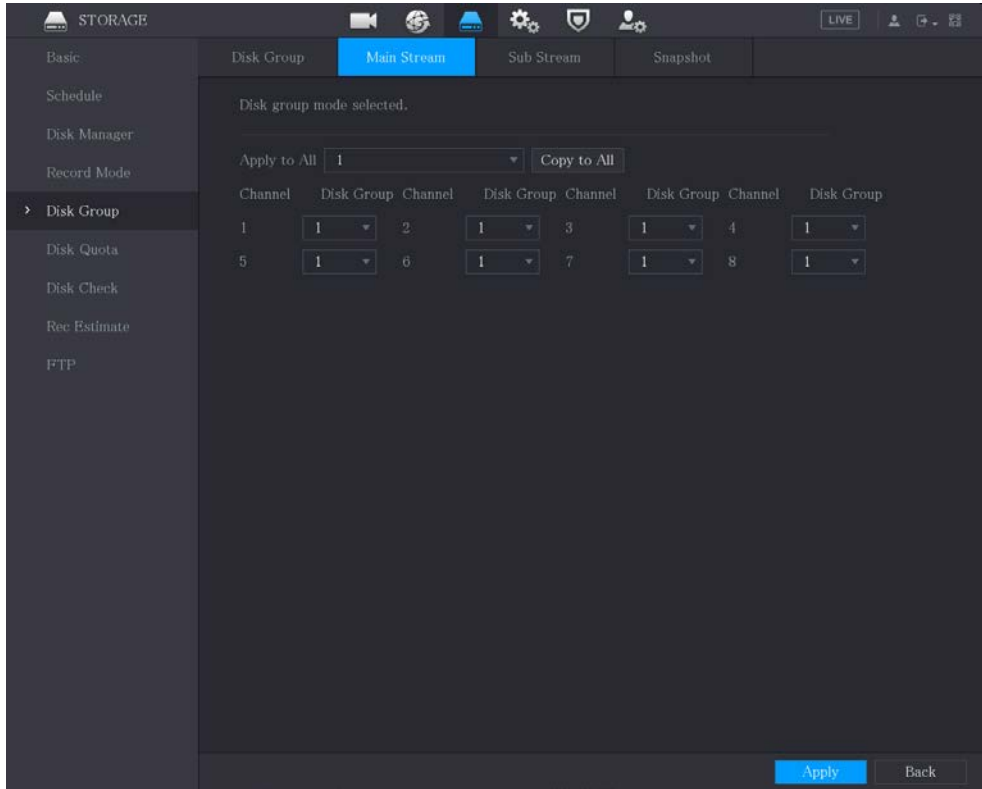 STORAGE LIVE
Basic
Schedule
Disk Manager
Record Mode
Disk Group
Disk Quota
Disk Check
Rec Estimate
FTP
Disk Group Main Stream Sub Stream Snapshot
Disk group mode selected.
Apply to All 1 Copy to All
Channel Disk Group Channel Disk Group Channel Disk Group Channel Disk Group
1 1 2 1 3 1 4 1
5 1 6 1 7 1 8 1
Apply Back